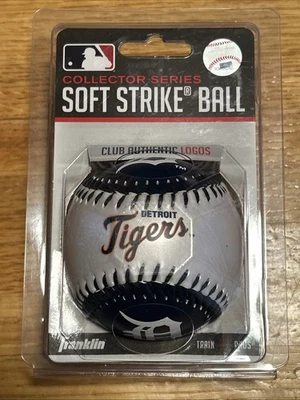 COLLECTOR SERIES
SOFT STRIKE® BALL
CLUB AUTHENTIC LOGOS
DETROIT
Tigers
D
franklin
TRAIN